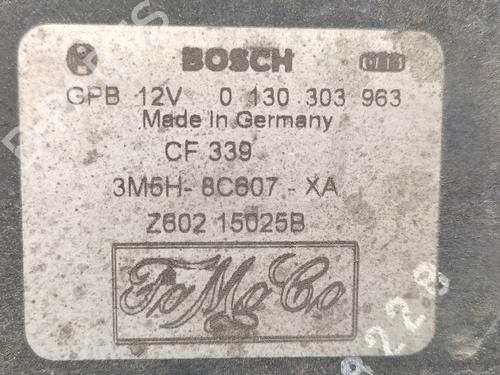 BOSCH
GPB 12V 0 130 303 963
Made In Germany
CF 339
3M5H-8C607-XA
Z602 15025B
FoMoCo